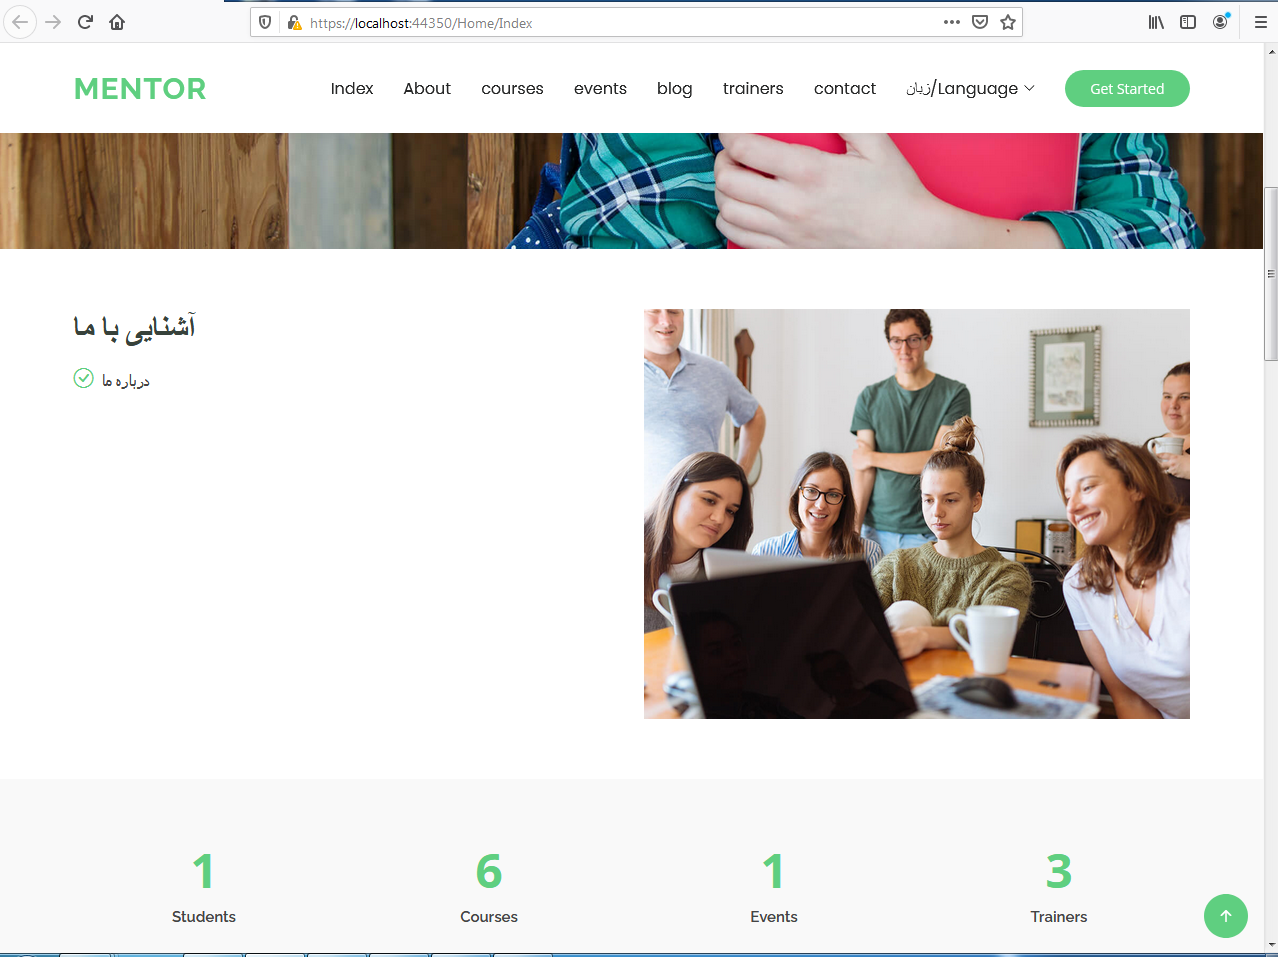 https://localhost:44350/Home/Index
MENTOR
Index About courses events blog trainers contact زبان/Language Get Started
آشنایی با ما
درباره ما
1 6 1 3
Students Courses Events Trainers